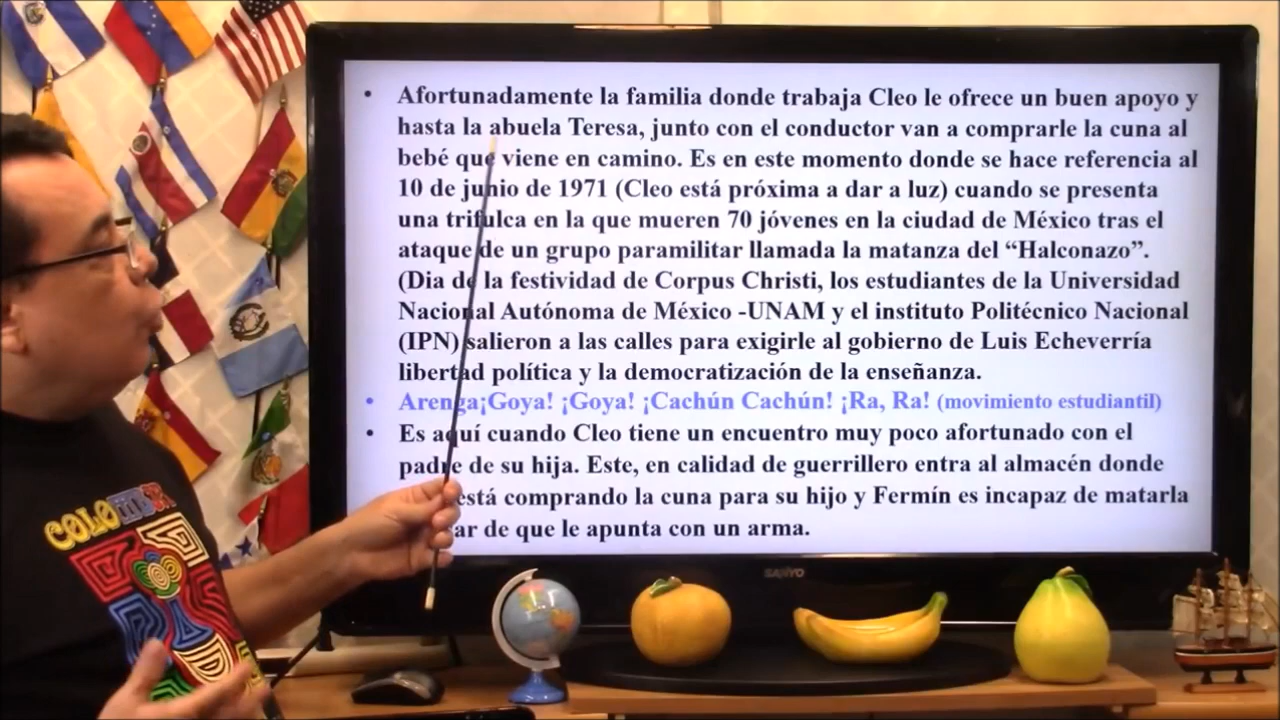 • Afortunadamente la familia donde trabaja Cleo le ofrece un buen apoyo y
hasta la abuela Teresa, junto con el conductor van a comprarle la cuna al
bebé que viene en camino. Es en este momento donde se hace referencia al
10 de junio de 1971 (Cleo está próxima a dar a luz) cuando se presenta
una trifulca en la que mueren 70 jóvenes en la ciudad de México tras el
ataque de un grupo paramilitar llamada la matanza del “Halconazo”.
(Dia de la festividad de Corpus Christi, los estudiantes de la Universidad
Nacional Autónoma de México -UNAM y el instituto Politécnico Nacional
(IPN) salieron a las calles para exigirle al gobierno de Luis Echeverría
libertad política y la democratización de la enseñanza.
• Arenga¡Goya! ¡Goya! ¡Cachún Cachún! ¡Ra, Ra! (movimiento estudiantil)
• Es aquí cuando Cleo tiene un encuentro muy poco afortunado con el
padre de su hija. Este, en calidad de guerrillero entra al almacén donde
está comprando la cuna para su hijo y Fermín es incapaz de matarla
de que le apunta con un arma.
SANYO